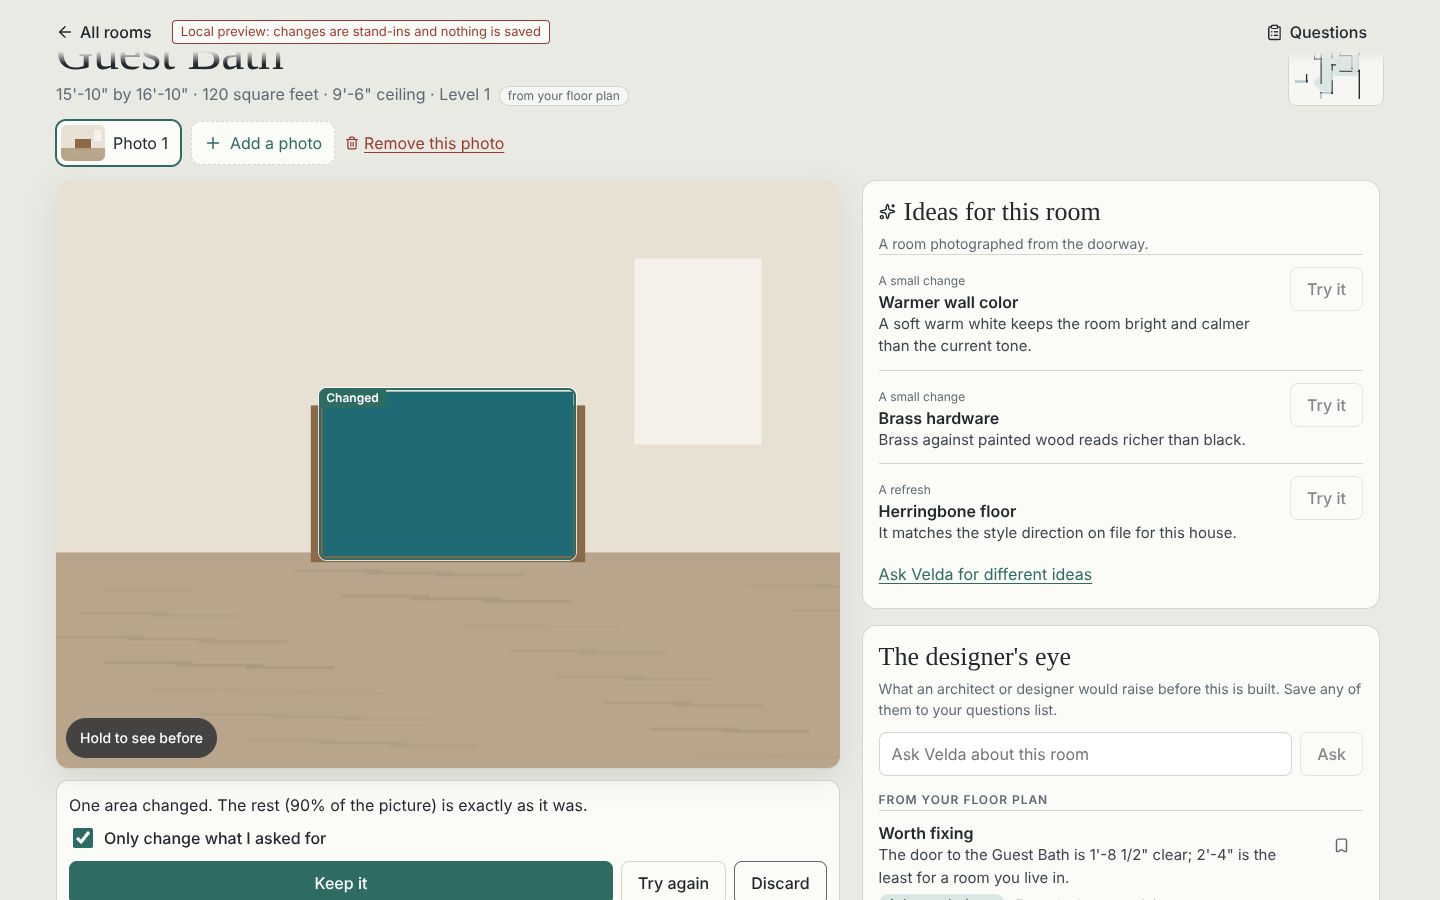 All rooms
Local preview: changes are stand-ins and nothing is saved
Questions
Guest Bath
15'-10" by 16'-10" · 120 square feet · 9'-6" ceiling · Level 1
from your floor plan
Photo 1
Add a photo
Remove this photo
Changed
Hold to see before
One area changed. The rest (90% of the picture) is exactly as it was.
Only change what I asked for
Keep it
Try again
Discard
Ideas for this room
A room photographed from the doorway.
A small change
Warmer wall color
A soft warm white keeps the room bright and calmer
than the current tone.
Try it
A small change
Brass hardware
Brass against painted wood reads richer than black.
Try it
A refresh
Herringbone floor
It matches the style direction on file for this house.
Try it
Ask Velda for different ideas
The designer's eye
What an architect or designer would raise before this is built. Save any of
them to your questions list.
Ask Velda about this room
Ask
FROM YOUR FLOOR PLAN
Worth fixing
The door to the Guest Bath is 1'-8 1/2" clear; 2'-4" is the
least for a room you live in.